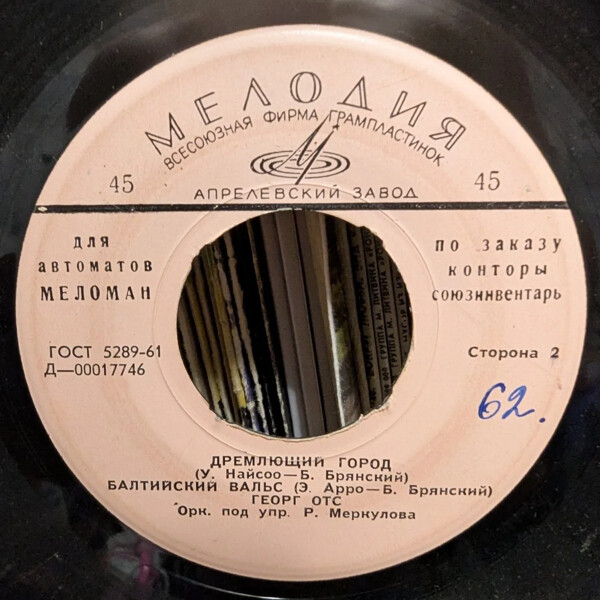 МЕЛОДИЯ
ВСЕСОЮЗНАЯ ФИРМА ГРАМПЛАСТИНОК
45
45
АПРЕЛЕВСКИЙ ЗАВОД
для
автоматов
МЕЛОМАН
по заказу
конторы
союзинвентарь
ГОСТ 5289-61
Д—00017746
Сторона 2
62.
ДРЕМЛЮЩИЙ ГОРОД
(У. Найсоо — Б. Брянский)
БАЛТИЙСКИЙ ВАЛЬС (Э. Арро — Б. Брянский)
ГЕОРГ ОТС
Орк. под упр. Р. Меркулова